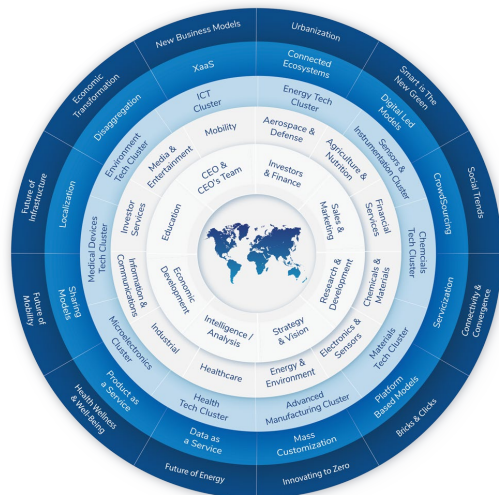 Urbanization
Smart is The
New Green
Social Trends
Connectivity &
Convergence
Bricks & Clicks
Innovating to Zero
Future of Energy
Health Wellness
& Well-Being
Future of
Mobility
Future of
Infrastructure
Economic
Transformation
New Business Models
Connected
Ecosystems
Digital Led
Models
CrowdSourcing
Servicization
Platform
Based Models
Mass
Customization
Data as
a Service
Product as
a Service
Sharing
Models
Localization
Disaggregation
XaaS
Energy Tech
Cluster
Sensors &
Instrumentation Cluster
Chemcials
Tech Cluster
Materials
Tech Cluster
Advanced
Manufacturing Cluster
Health
Tech Cluster
Microelectronics
Cluster
Medical Devices
Tech Cluster
Environment
Tech Cluster
ICT
Cluster
Aerospace &
Defense
Agriculture &
Nutrition
Financial
Services
Chemicals &
Materials
Electronics &
Sensors
Energy &
Environment
Healthcare
Industrial
Information &
Communications
Investor
Services
Media &
Entertainment
Mobility
Investors
& Finance
Sales &
Marketing
Research &
Development
Strategy
& Vision
Intelligence /
Analysis
Economic
Development
Education
CEO &
CEO's Team